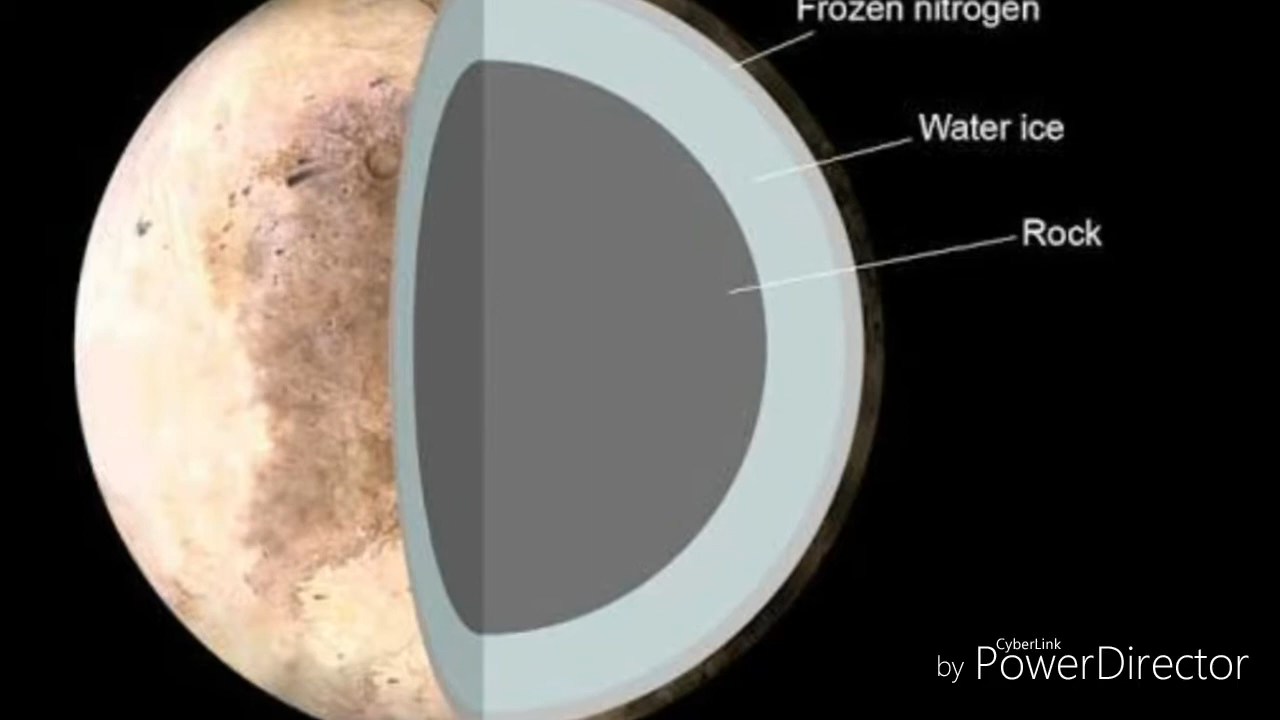 Frozen nitrogen
Water ice
Rock
CyberLink
by PowerDirector